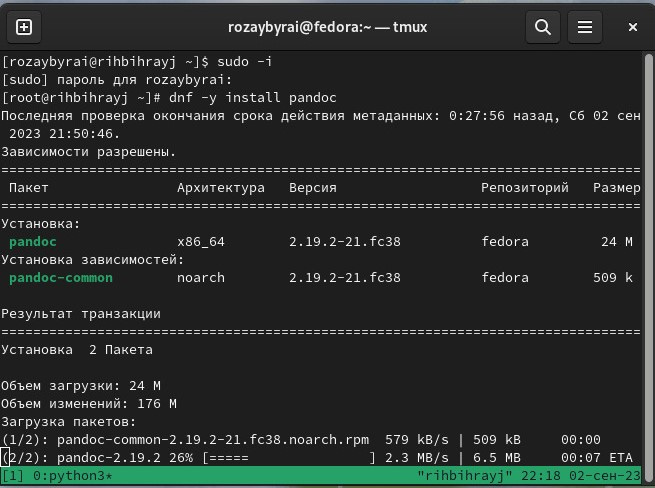 rozaybyrai@fedora:~ — tmux
[rozaybyrai@rihbihrayj ~]$ sudo -i
[sudo] пароль для rozaybyrai:
[root@rihbihrayj ~]# dnf -y install pandoc
Последняя проверка окончания срока действия метаданных: 0:27:56 назад, Сб 02 сен
 2023 21:50:46.
Зависимости разрешены.
================================================================================
 Пакет                Архитектура   Версия                  Репозиторий   Размер
================================================================================
Установка:
 pandoc               x86_64        2.19.2-21.fc38          fedora         24 M
Установка зависимостей:
 pandoc-common        noarch        2.19.2-21.fc38          fedora        509 k

Результат транзакции
================================================================================
Установка  2 Пакета

Объем загрузки: 24 M
Объем изменений: 176 M
Загрузка пакетов:
(1/2): pandoc-common-2.19.2-21.fc38.noarch.rpm  579 kB/s | 509 kB     00:00
(2/2): pandoc-2.19.2 26% [=====               ] 2.3 MB/s | 6.5 MB     00:07 ETA
[1] 0:python3*                                      "rihbihrayj" 22:18 02-сен-23